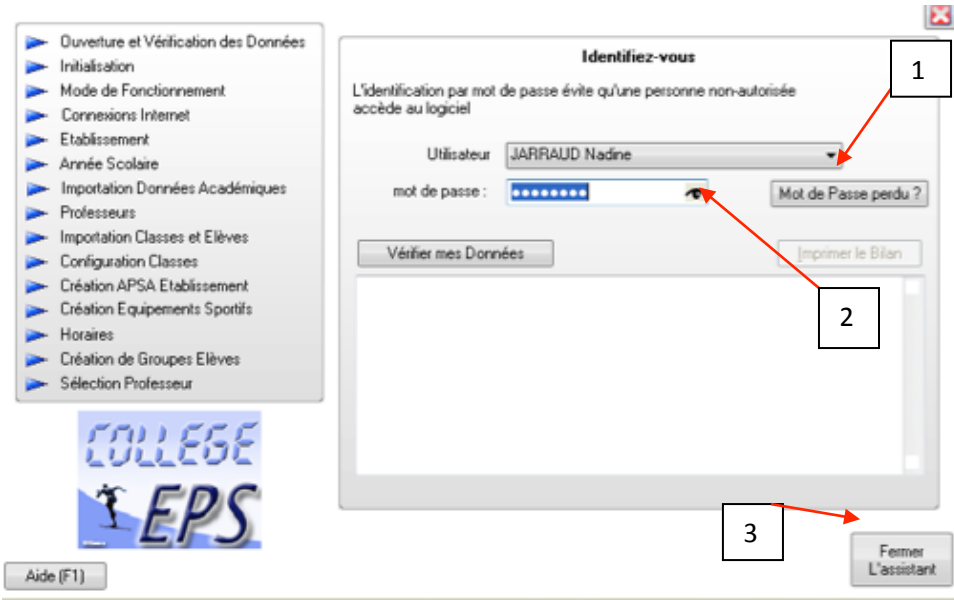 Ouverture et Vérification des Données
Initialisation
Mode de Fonctionnement
Connexions Internet
Etablissement
Année Scolaire
Importation Données Académiques
Professeurs
Importation Classes et Elèves
Configuration Classes
Création APSA Etablissement
Création Equipements Sportifs
Horaires
Création de Groupes Elèves
Sélection Professeur
COLLEGE
EPS
Aide (F1)
Identifiez-vous
1
L'identification par mot de passe évite qu'une personne non-autorisée
accède au logiciel
Utilisateur JARRAUD Nadine
mot de passe : ●●●●●●●● Mot de Passe perdu ?
Vérifier mes Données Imprimer le Bilan
2
3
Fermer
L'assistant